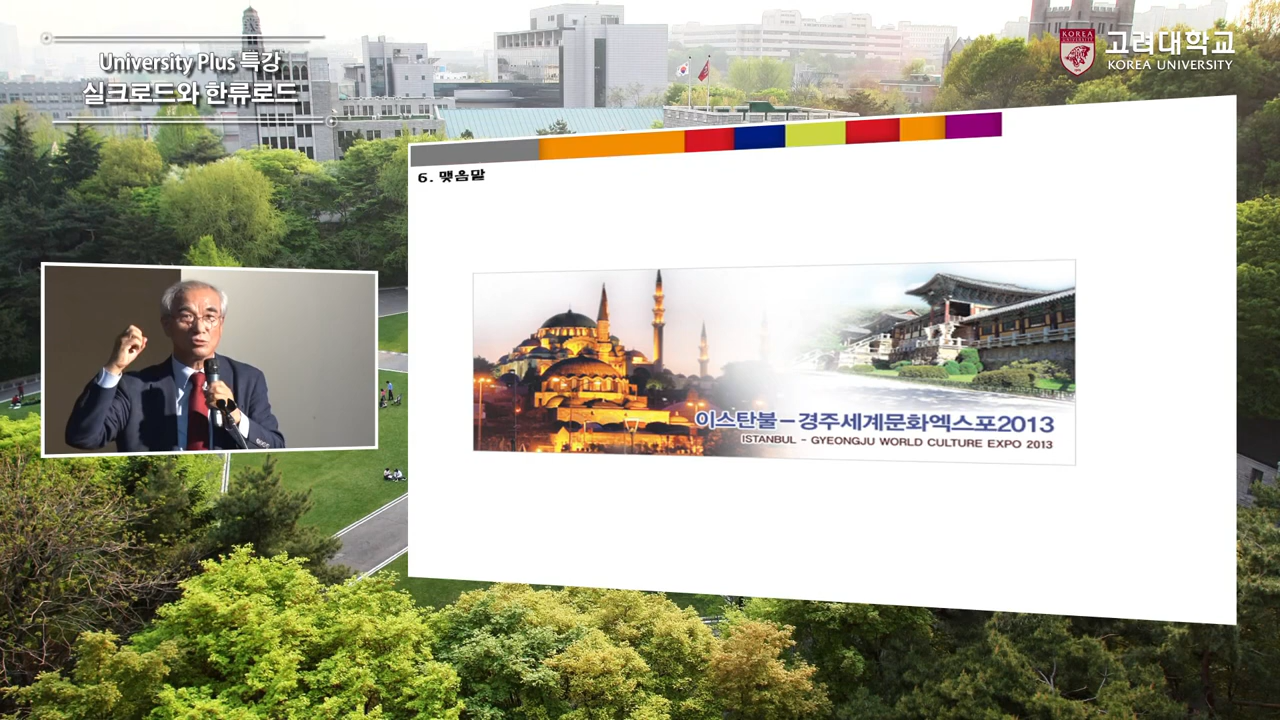 University Plus 특강
실크로드와 한류로드
KOREA
고려대학교
KOREA UNIVERSITY
6. 맺음말
이스탄불-경주세계문화엑스포2013
ISTANBUL - GYEONGJU WORLD CULTURE EXPO 2013